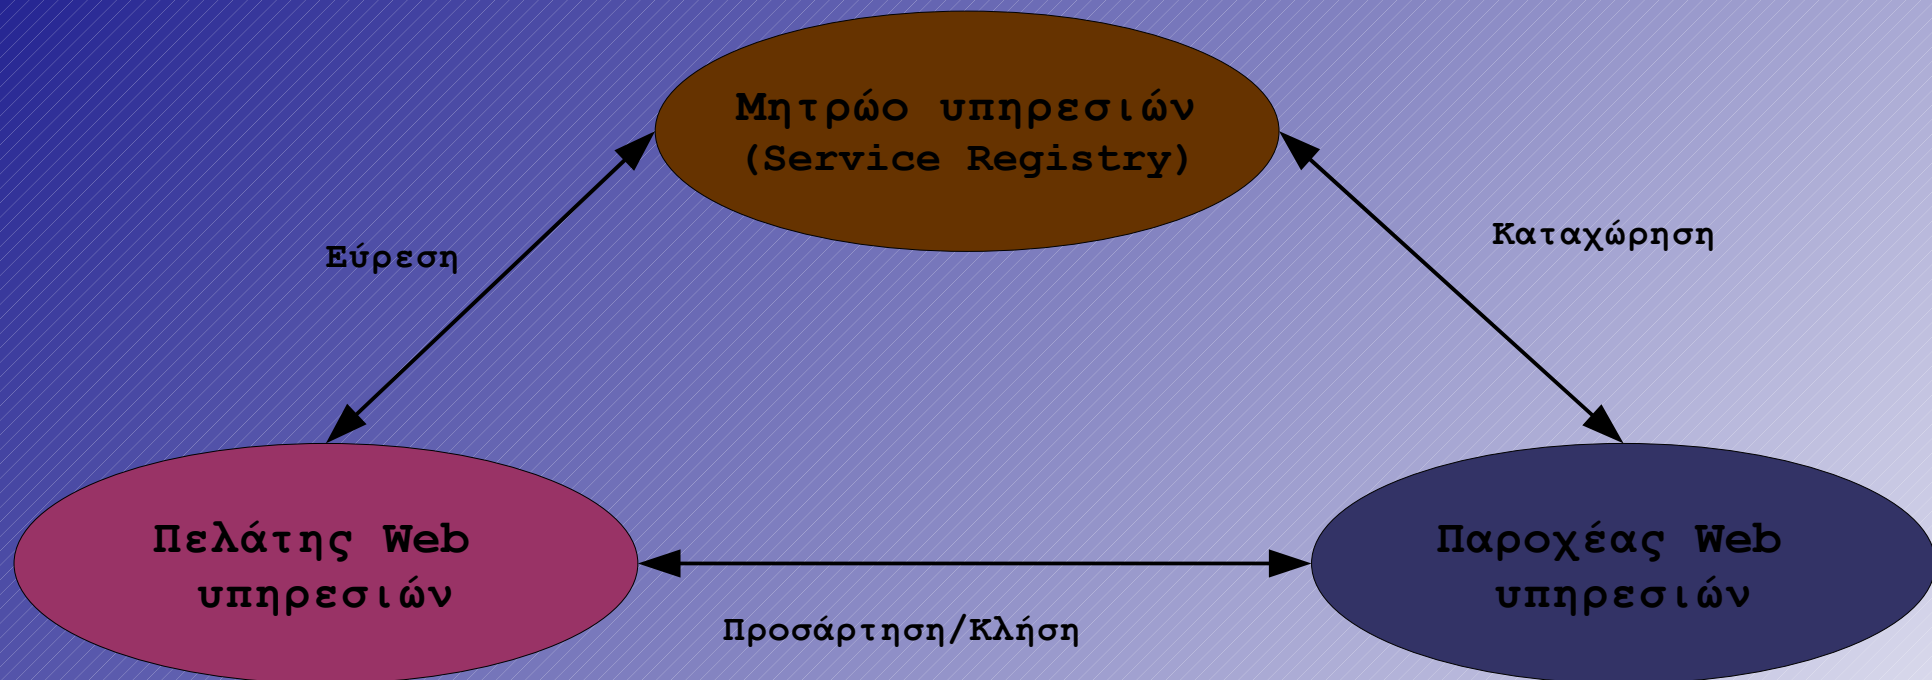 Μητρώο υπηρεσιών
(Service Registry)
Εύρεση
Καταχώρηση
Πελάτης Web
υπηρεσιών
Παροχέας Web
υπηρεσιών
Προσάρτηση/Κλήση